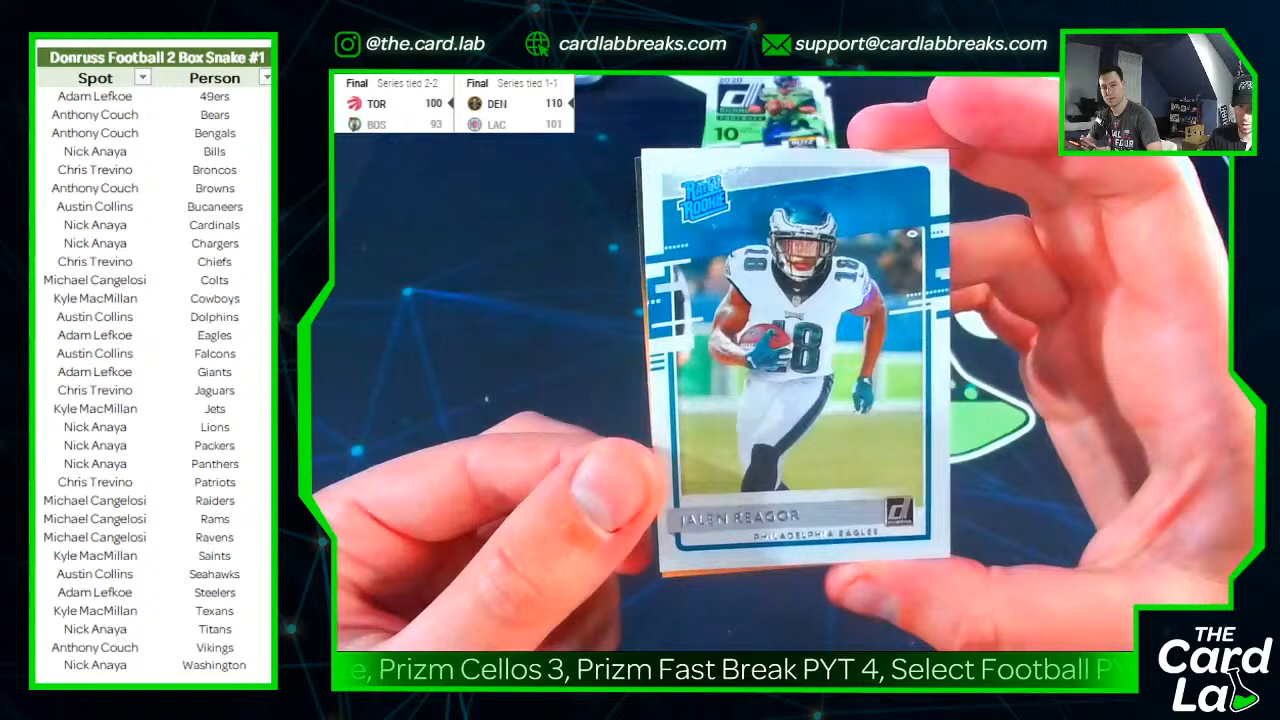 @the.card.lab
cardlabbreaks.com
support@cardlabbreaks.com
Donruss Football 2 Box Snake #1
Spot Person
Adam Lefkoe 49ers
Anthony Couch Bears
Anthony Couch Bengals
Nick Anaya Bills
Chris Trevino Broncos
Anthony Couch Browns
Austin Collins Bucaneers
Nick Anaya Cardinals
Nick Anaya Chargers
Chris Trevino Chiefs
Michael Cangelosi Colts
Kyle MacMillan Cowboys
Austin Collins Dolphins
Adam Lefkoe Eagles
Austin Collins Falcons
Adam Lefkoe Giants
Chris Trevino Jaguars
Kyle MacMillan Jets
Nick Anaya Lions
Nick Anaya Packers
Nick Anaya Panthers
Chris Trevino Patriots
Michael Cangelosi Raiders
Michael Cangelosi Rams
Michael Cangelosi Ravens
Kyle MacMillan Saints
Austin Collins Seahawks
Adam Lefkoe Steelers
Kyle MacMillan Texans
Nick Anaya Titans
Anthony Couch Vikings
Nick Anaya Washington
Final Series tied 2-2
TOR 100
BOS 93
Final Series tied 1-1
DEN 110
LAC 101
2020
10
RATED
ROOKIE
18
18
18
JALEN REAGOR
PHILADELPHIA EAGLES
e, Prizm Cellos 3, Prizm Fast Break PYT 4, Select Football P
THE
Card
Lab